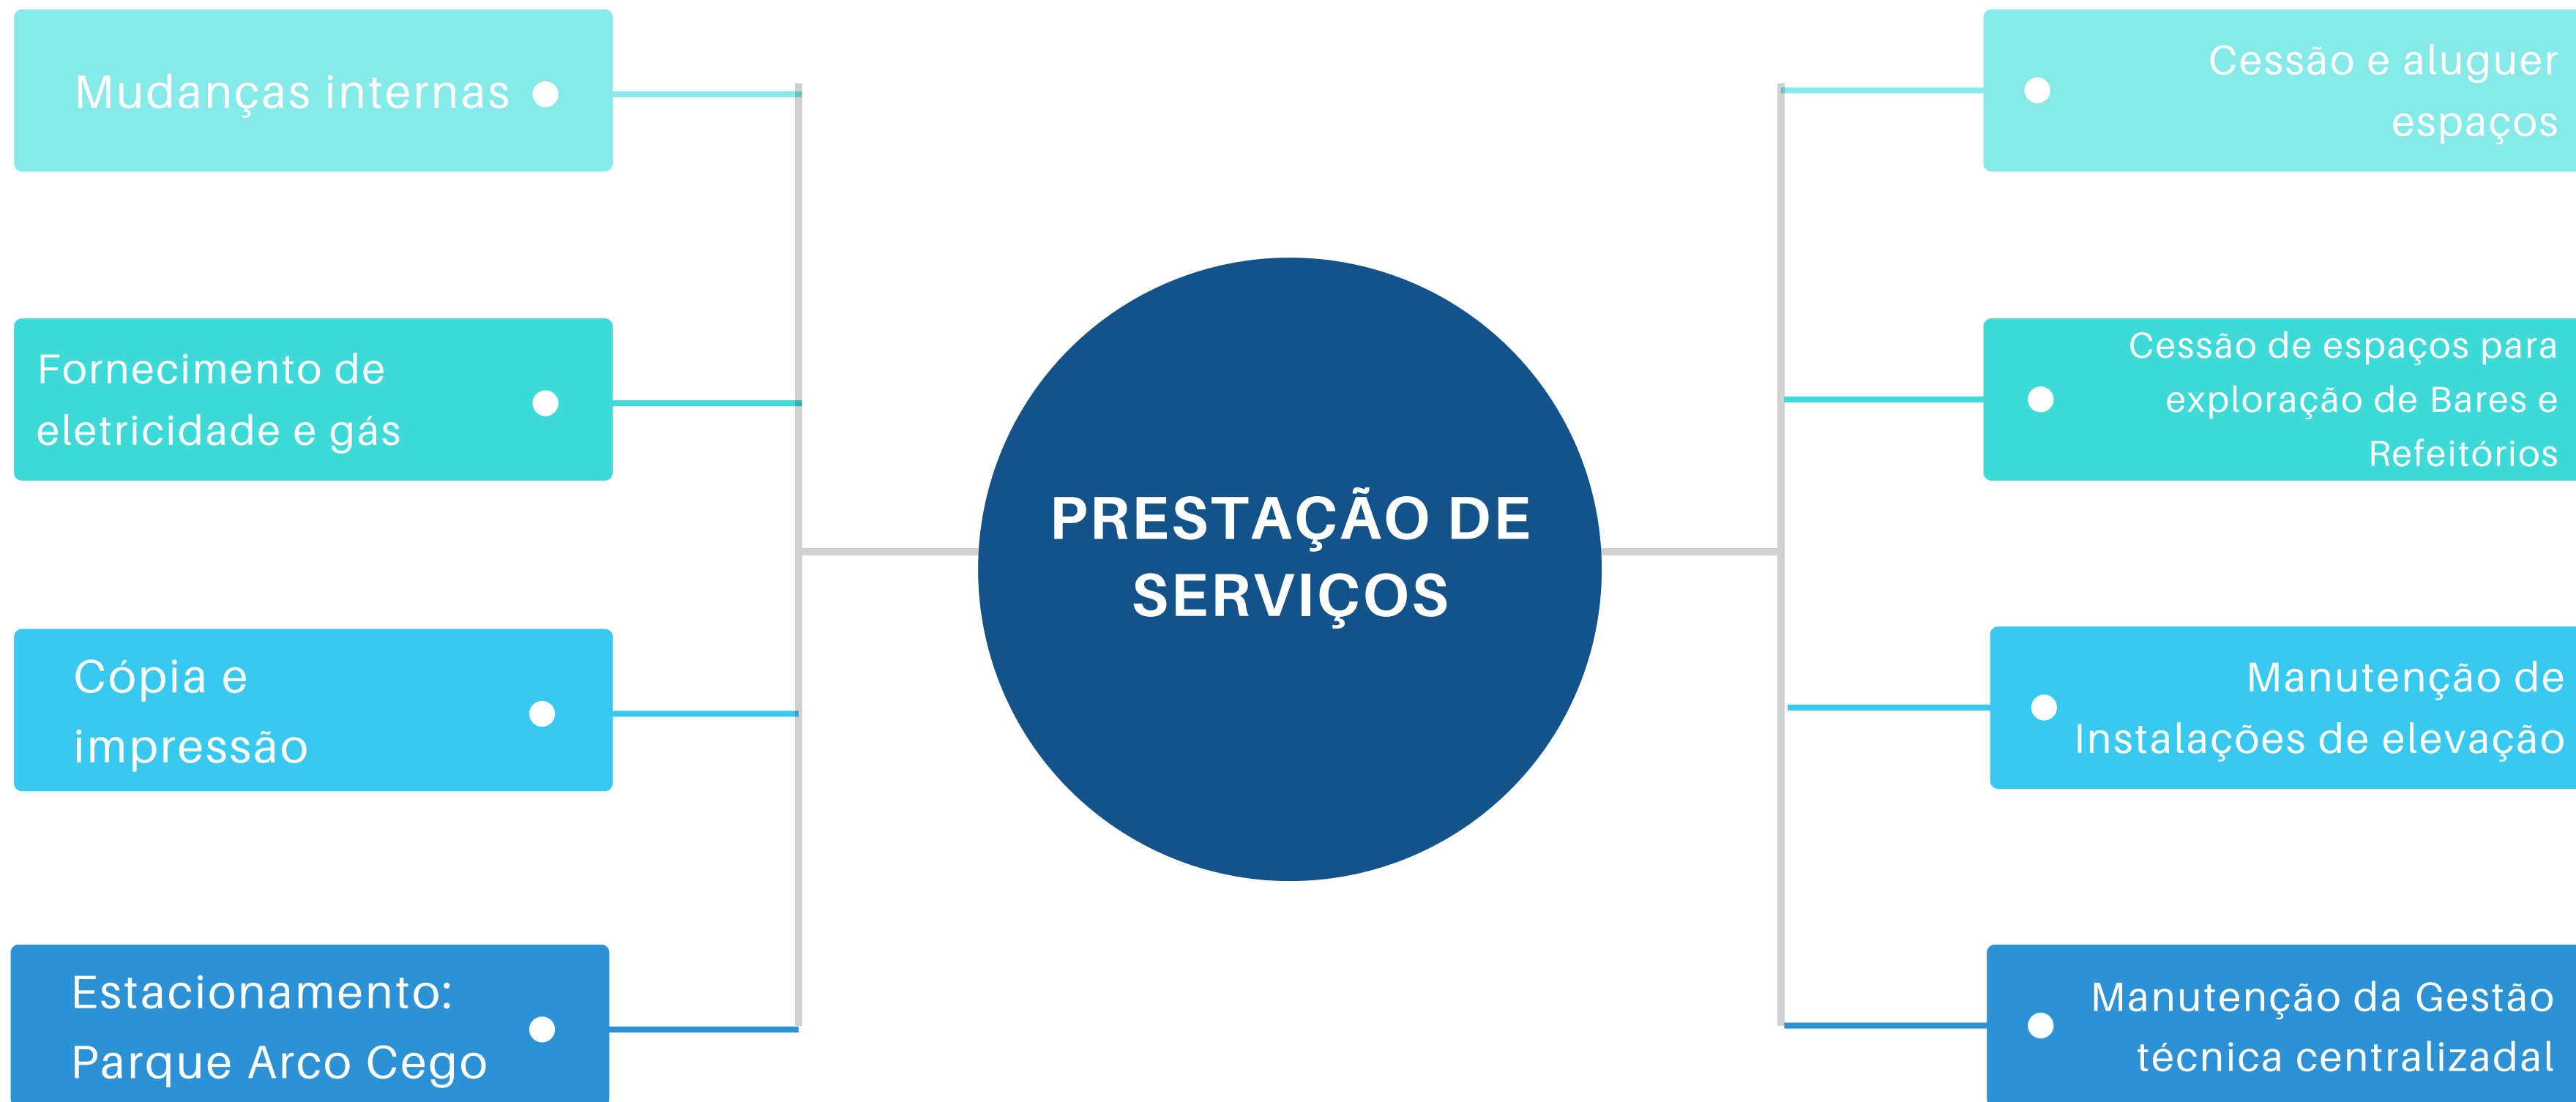 Mudanças internas
Fornecimento de
eletricidade e gás
Cópia e
impressão
Estacionamento:
Parque Arco Cego
PRESTAÇÃO DE
SERVIÇOS
Cessão e aluguer
espaços
Cessão de espaços para
exploração de Bares e
Refeitórios
Manutenção de
Instalações de elevação
Manutenção da Gestão
técnica centralizadal